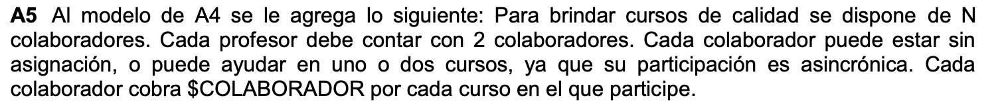 A5 Al modelo de A4 se le agrega lo siguiente: Para brindar cursos de calidad se dispone de N
colaboradores. Cada profesor debe contar con 2 colaboradores. Cada colaborador puede estar sin
asignación, o puede ayudar en uno o dos cursos, ya que su participación es asincrónica. Cada
colaborador cobra $COLABORADOR por cada curso en el que participe.